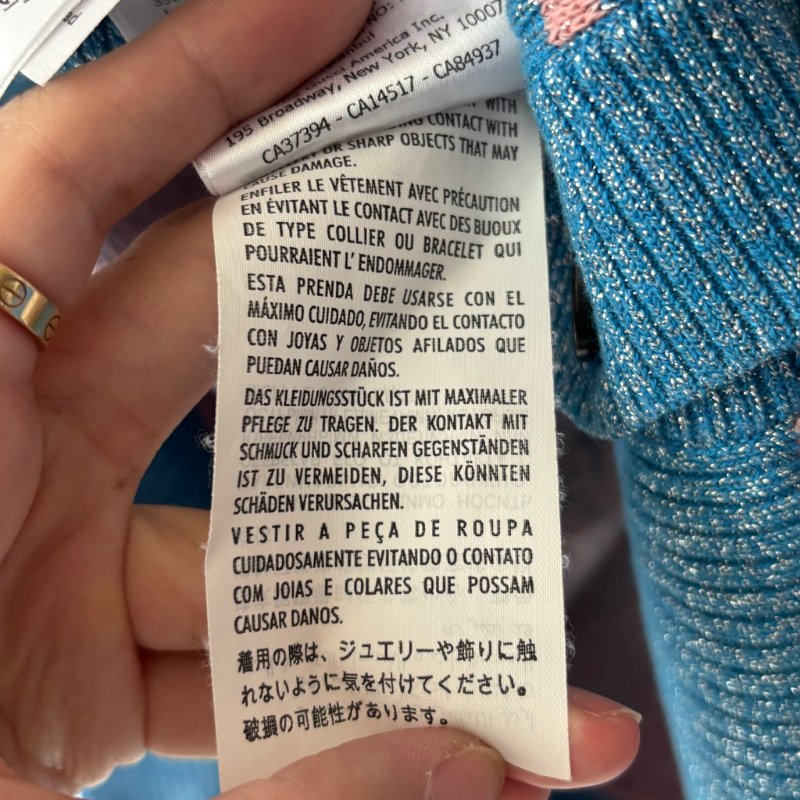 NO:
America Inc.
195 Broadway, New York, NY 1000
CA37394 - CA14517 - CA84937
WITH
CONTACT WITH
OR SHARP OBJECTS THAT MAY
CAUSE DAMAGE.
ENFILER LE VÊTEMENT AVEC PRÉCAUTION
EN ÉVITANT LE CONTACT AVEC DES BIJOUX
DE TYPE COLLIER OU BRACELET QUI
POURRAIENT L' ENDOMMAGER.
ESTA PRENDA DEBE USARSE CON EL
MÁXIMO CUIDADO, EVITANDO EL CONTACTO
CON JOYAS Y OBJETOS AFILADOS QUE
PUEDAN CAUSAR DAÑOS.
DAS KLEIDUNGSSTÜCK IST MIT MAXIMALER
PFLEGE ZU TRAGEN. DER KONTAKT MIT
SCHMUCK UND SCHARFEN GEGENSTÄNDEN
IST ZU VERMEIDEN, DIESE KÖNNTEN
SCHÄDEN VERURSACHEN.
VESTIR A PEÇA DE ROUPA
CUIDADOSAMENTE EVITANDO O CONTATO
COM JOIAS E COLARES QUE POSSAM
CAUSAR DANOS.
着用の際は、ジュエリーや飾りに触
れないように気を付けてください。
破損の可能性があります。